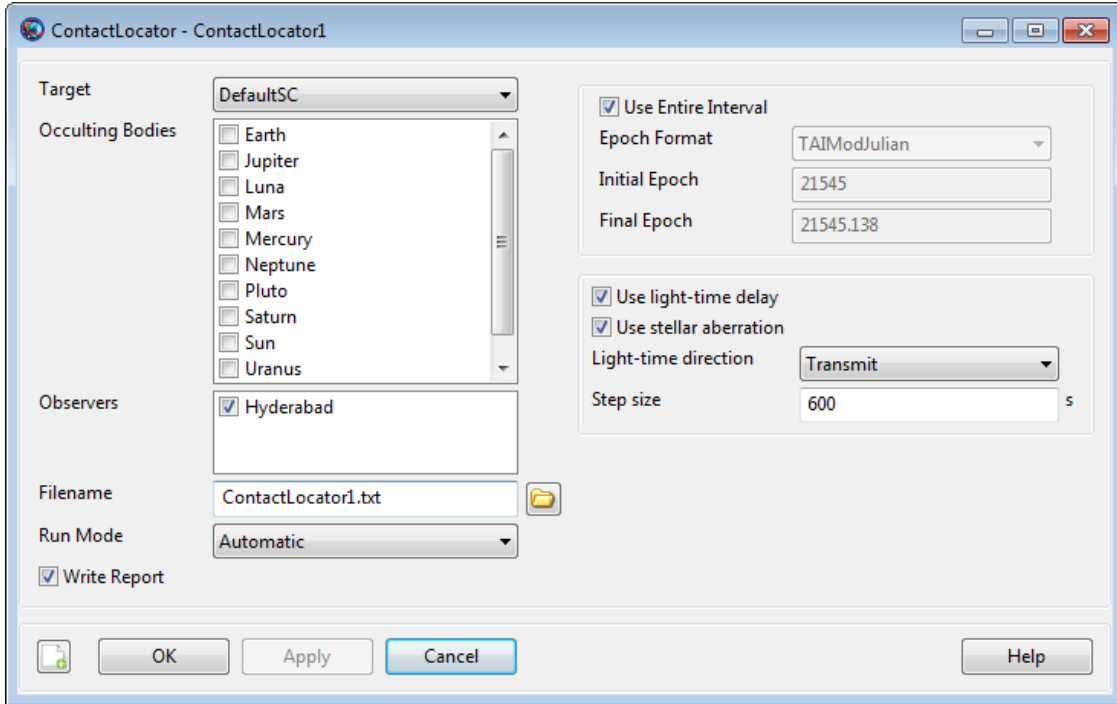 ContactLocator - ContactLocator1
Target
DefaultSC
Occulting Bodies
Earth
Jupiter
Luna
Mars
Mercury
Neptune
Pluto
Saturn
Sun
Uranus
Observers
Hyderabad
Filename
ContactLocator1.txt
Run Mode
Automatic
Write Report
Use Entire Interval
Epoch Format
TAIModJulian
Initial Epoch
21545
Final Epoch
21545.138
Use light-time delay
Use stellar aberration
Light-time direction
Transmit
Step size
600 s
OK
Apply
Cancel
Help